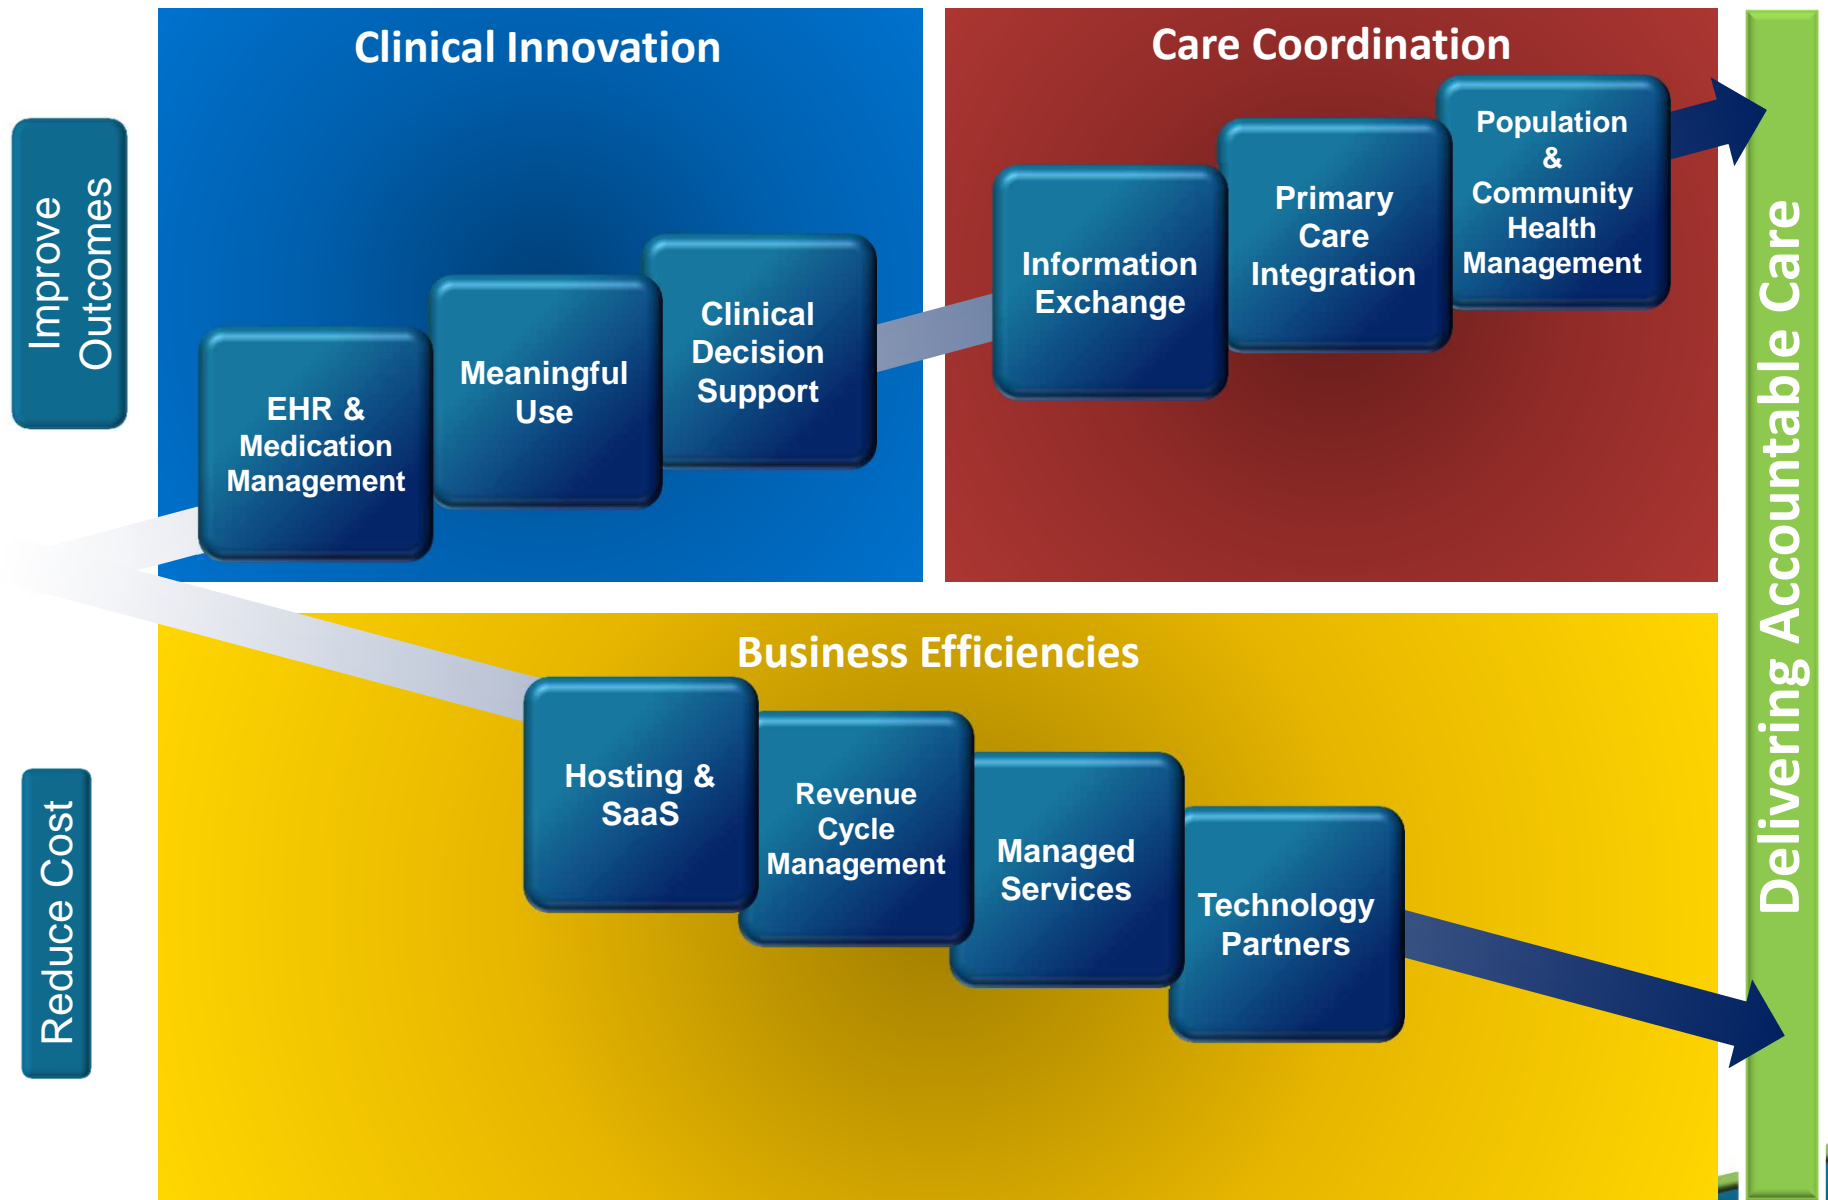 Clinical Innovation
Care Coordination
Improve
Outcomes
EHR &
Medication
Management
Meaningful
Use
Clinical
Decision
Support
Information
Exchange
Primary
Care
Integration
Population
&
Community
Health
Management
Business Efficiencies
Reduce Cost
Hosting &
SaaS
Revenue
Cycle
Management
Managed
Services
Technology
Partners
Delivering Accountable Care